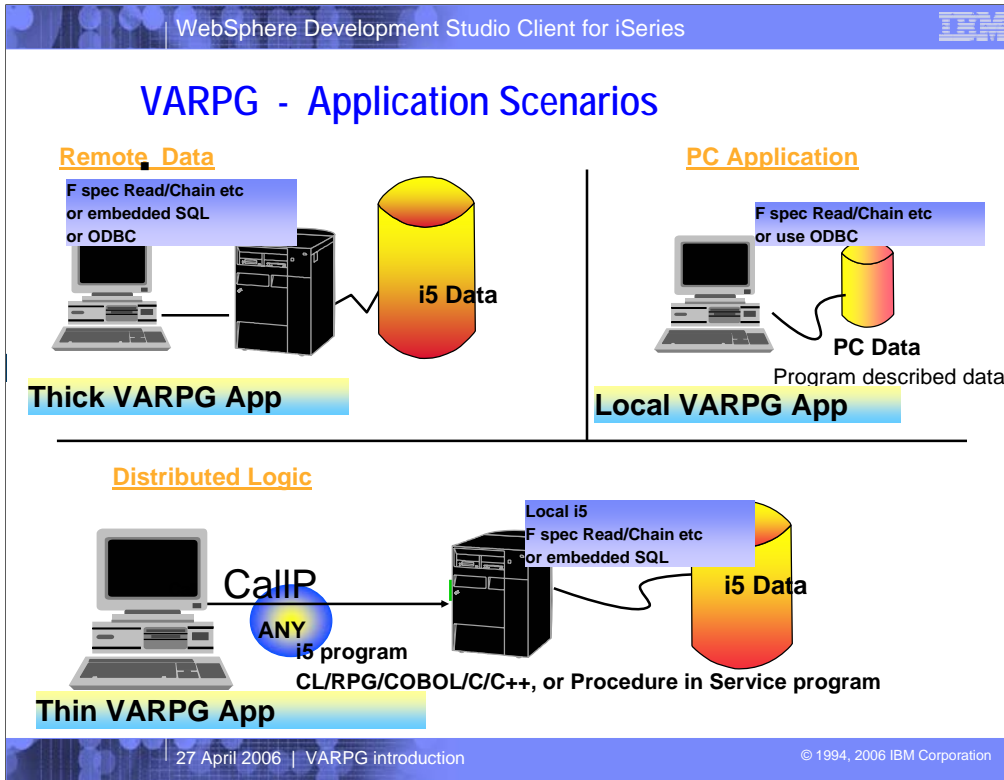 WebSphere Development Studio Client for iSeries
IBM
VARPG - Application Scenarios
Remote Data
F spec Read/Chain etc
or embedded SQL
or ODBC
i5 Data
Thick VARPG App
PC Application
F spec Read/Chain etc
or use ODBC
PC Data
Program described data
Local VARPG App
Distributed Logic
Local i5
F spec Read/Chain etc
or embedded SQL
i5 Data
CallP
ANY
i5 program
CL/RPG/COBOL/C/C++, or Procedure in Service program
Thin VARPG App
27 April 2006 | VARPG introduction
© 1994, 2006 IBM Corporation